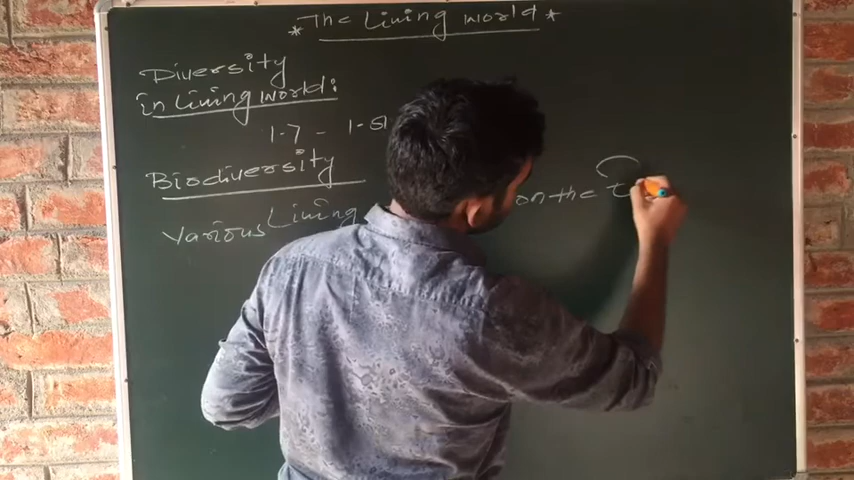 * The Living world *
Diversity
in Living world:
1.7 - 1.8
Biodiversity
Various Living on the